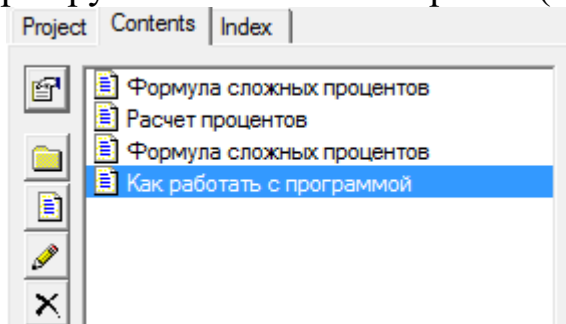 Project Contents Index
Формула сложных процентов
Расчет процентов
Формула сложных процентов
Как работать с программой